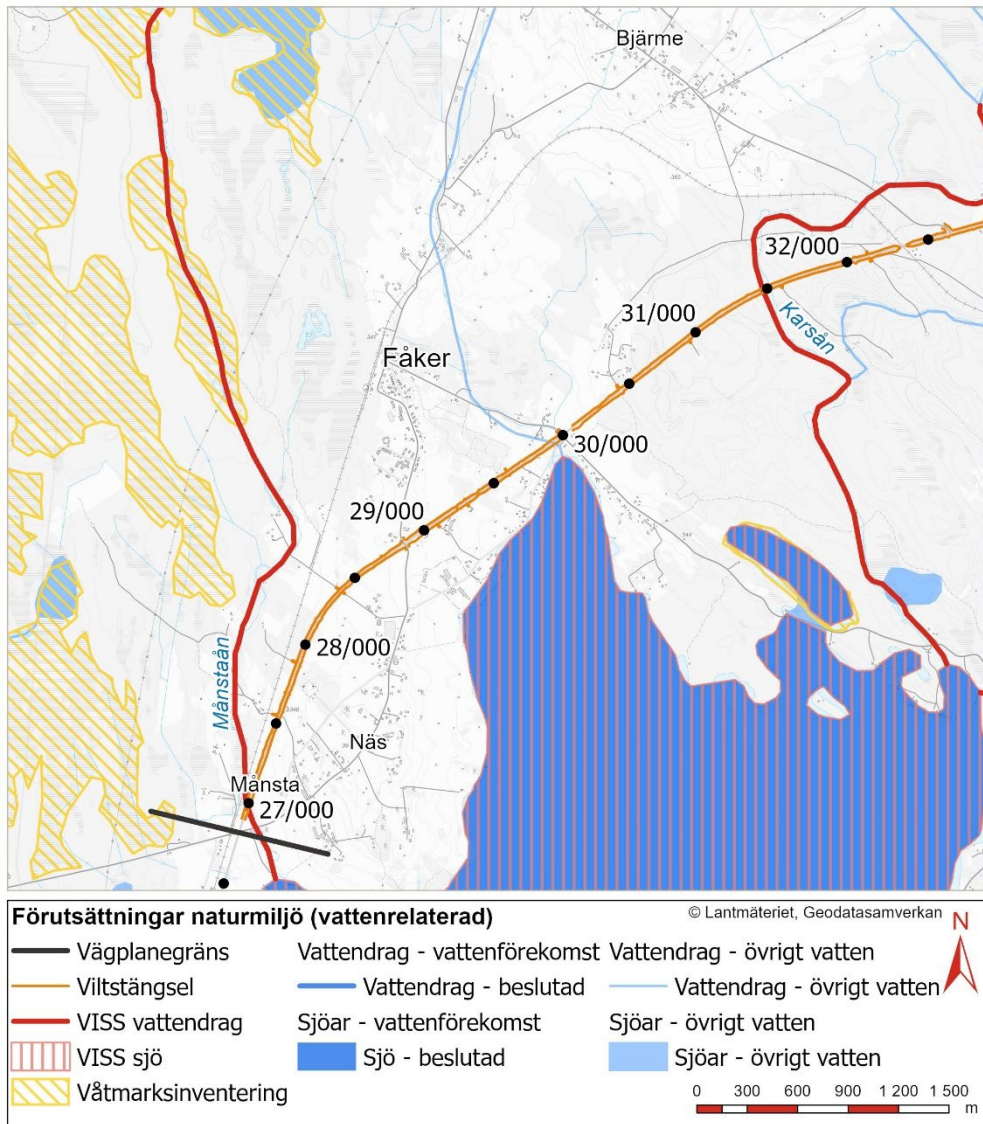 Bjärme
365
32/000
31/000
Karsån
347
Fåker
30/000
29/000
344
28/000
Månstaån
Näs
Månsta
27/000
Förutsättningar naturmiljö (vattenrelaterad)
© Lantmäteriet, Geodatasamverkan
N
Vägplanegräns
Vattendrag - vattenförekomst
Vattendrag - övrigt vatten
Viltstängsel
Vattendrag - beslutad
Vattendrag - övrigt vatten
VISS vattendrag
Sjöar - vattenförekomst
Sjöar - övrigt vatten
VISS sjö
Sjö - beslutad
Sjöar - övrigt vatten
Våtmarksinventering
0 300 600 900 1 200 1 500
m